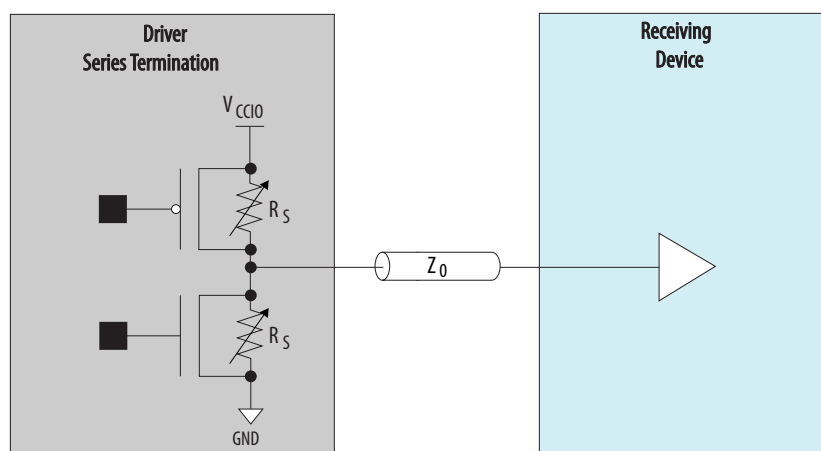 Driver
Series Termination
Receiving
Device
V CCIO
R S
Z 0
R S
GND